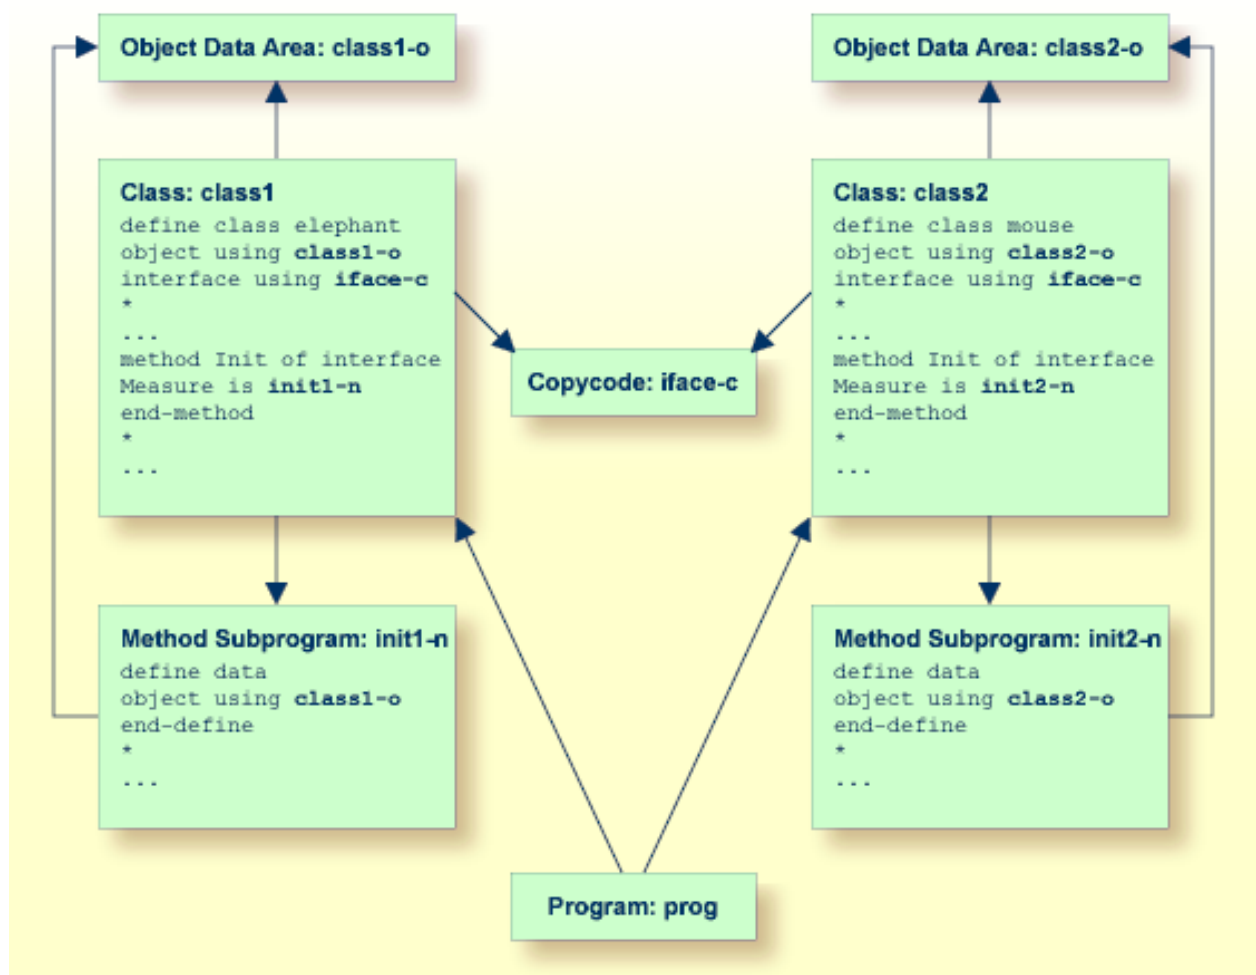 Object Data Area: class1-o
Object Data Area: class2-o
Class: class1
define class elephant
object using class1-o
interface using iface-c
*
...
method Init of interface
Measure is init1-n
end-method
*
...
Class: class2
define class mouse
object using class2-o
interface using iface-c
*
...
method Init of interface
Measure is init2-n
end-method
*
...
Copycode: iface-c
Method Subprogram: init1-n
define data
object using class1-o
end-define
*
...
Method Subprogram: init2-n
define data
object using class2-o
end-define
*
...
Program: prog